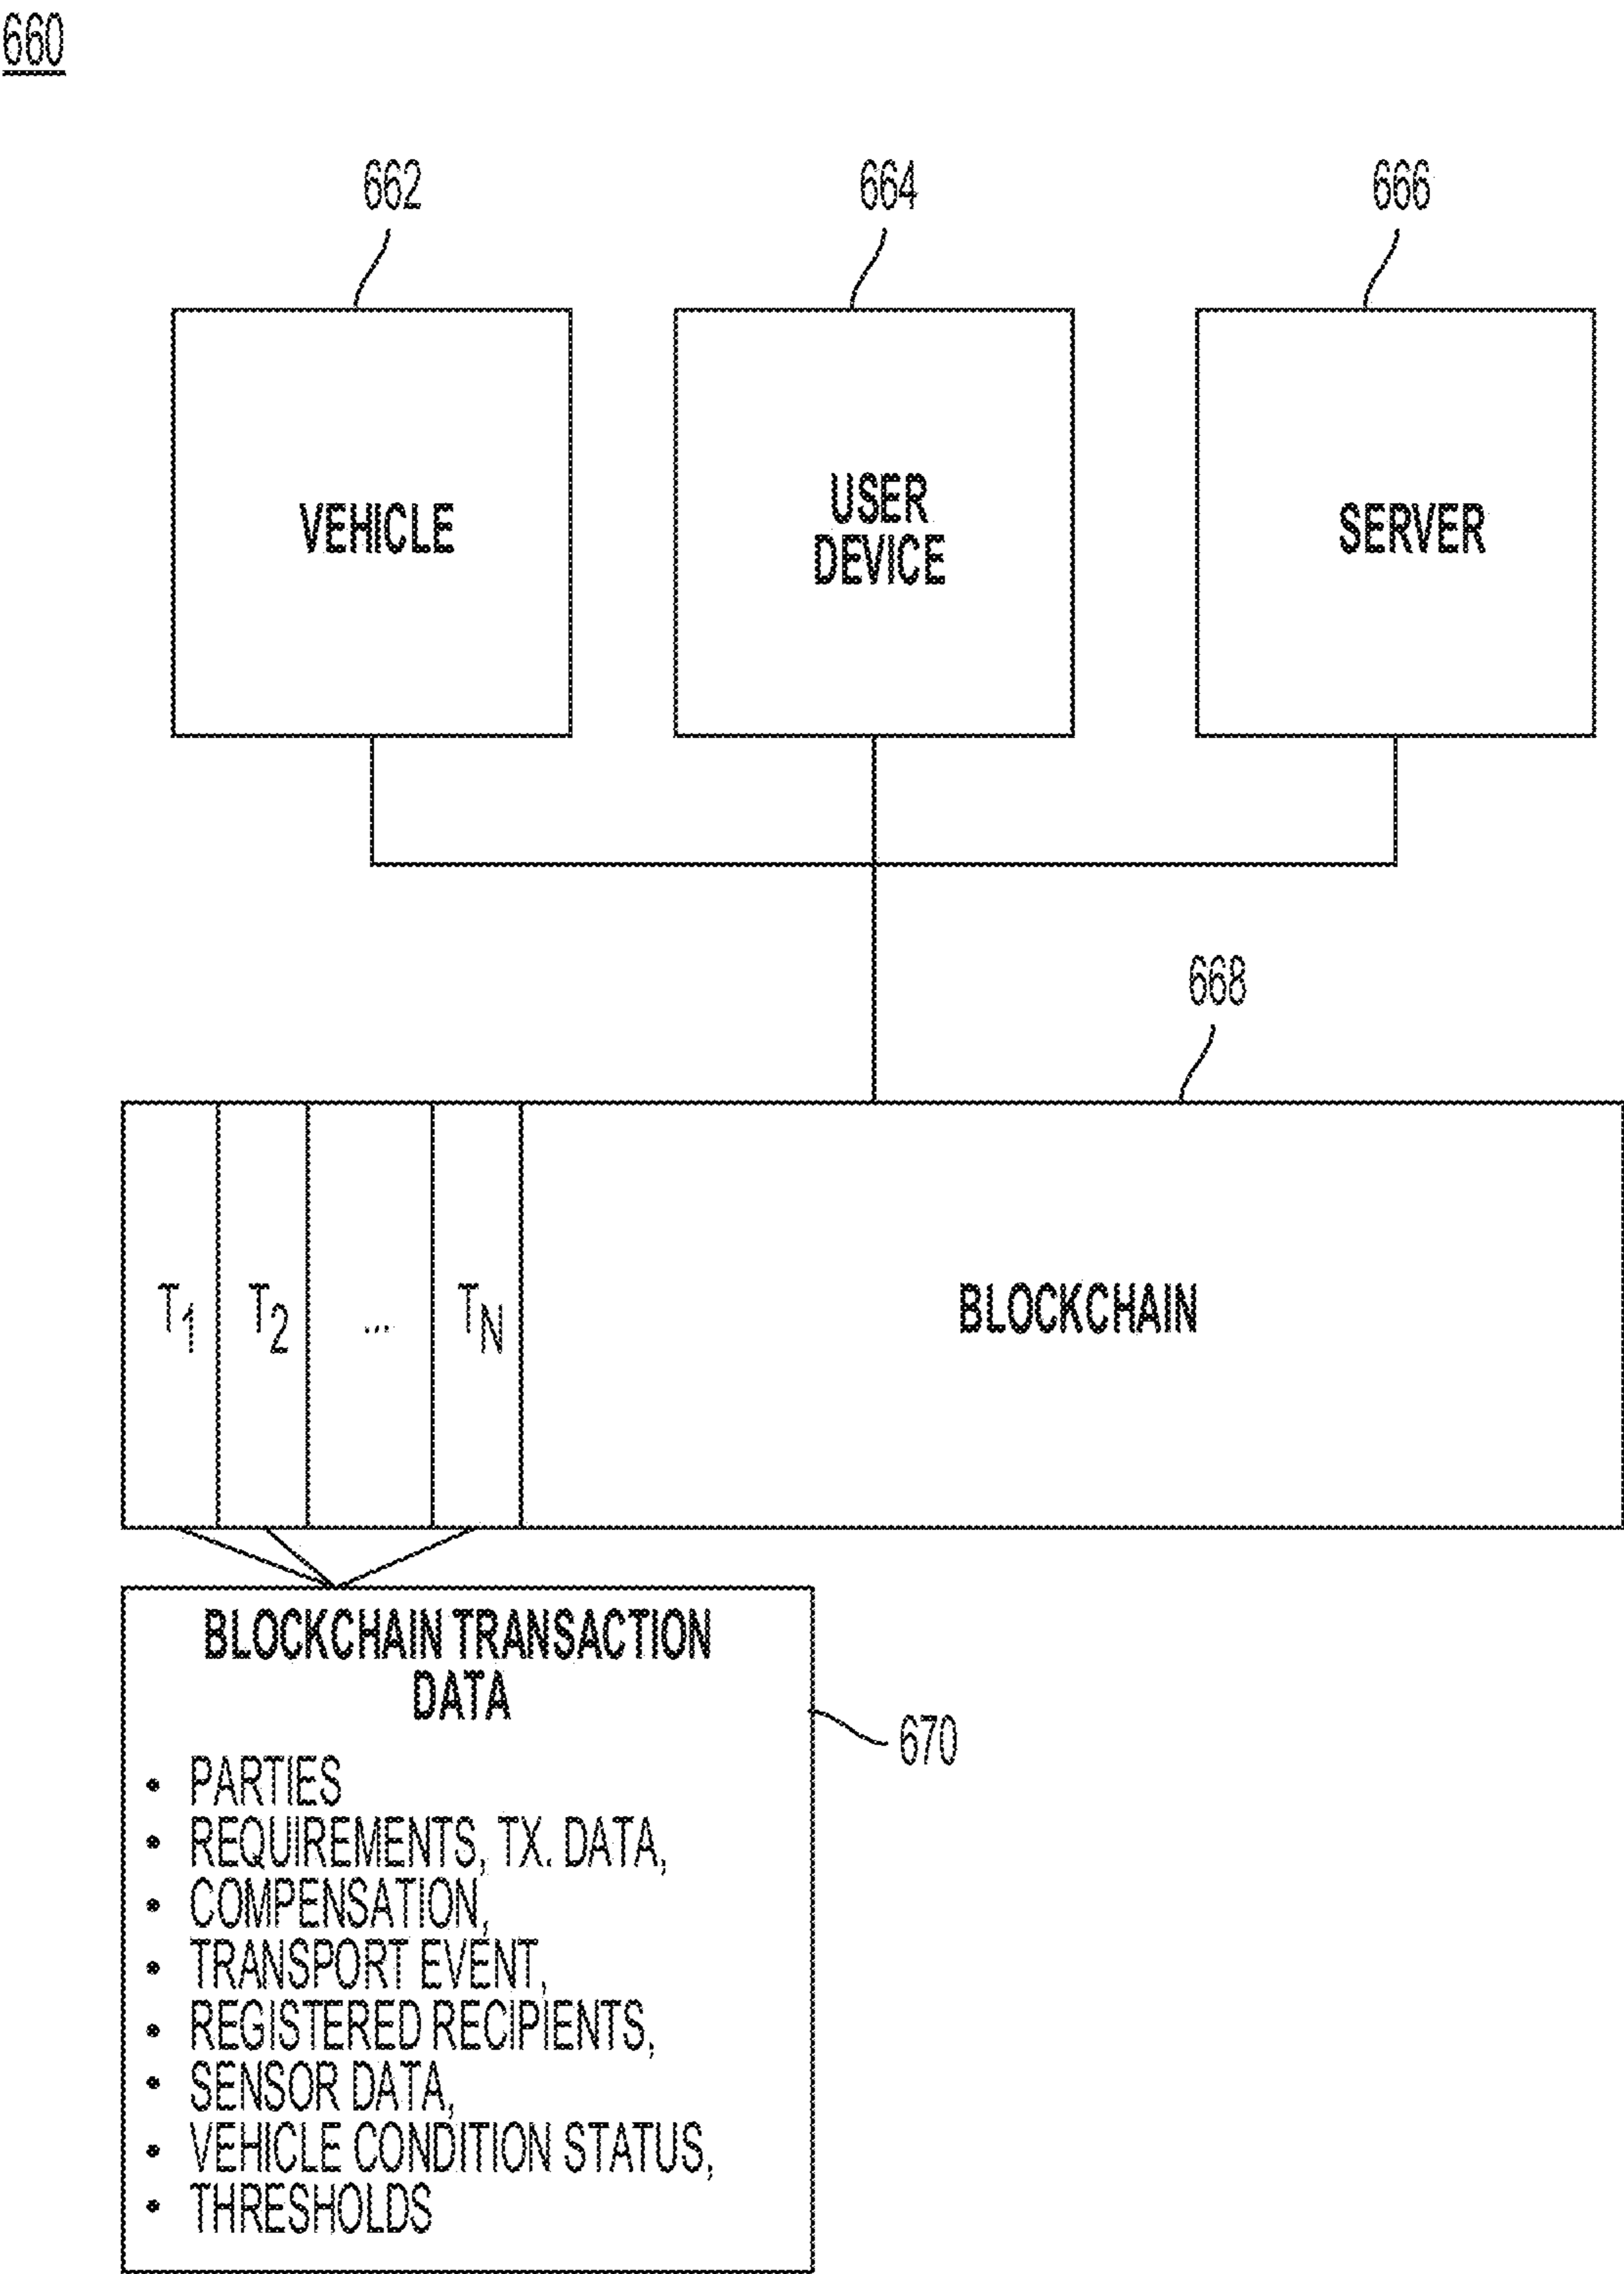 660
662
664
666
VEHICLE
USER
DEVICE
SERVER
668
T1
T2
...
TN
BLOCKCHAIN
BLOCKCHAIN TRANSACTION
DATA
670
• PARTIES
• REQUIREMENTS, TX. DATA,
• COMPENSATION,
• TRANSPORT EVENT,
• REGISTERED RECIPIENTS,
• SENSOR DATA,
• VEHICLE CONDITION STATUS,
• THRESHOLDS